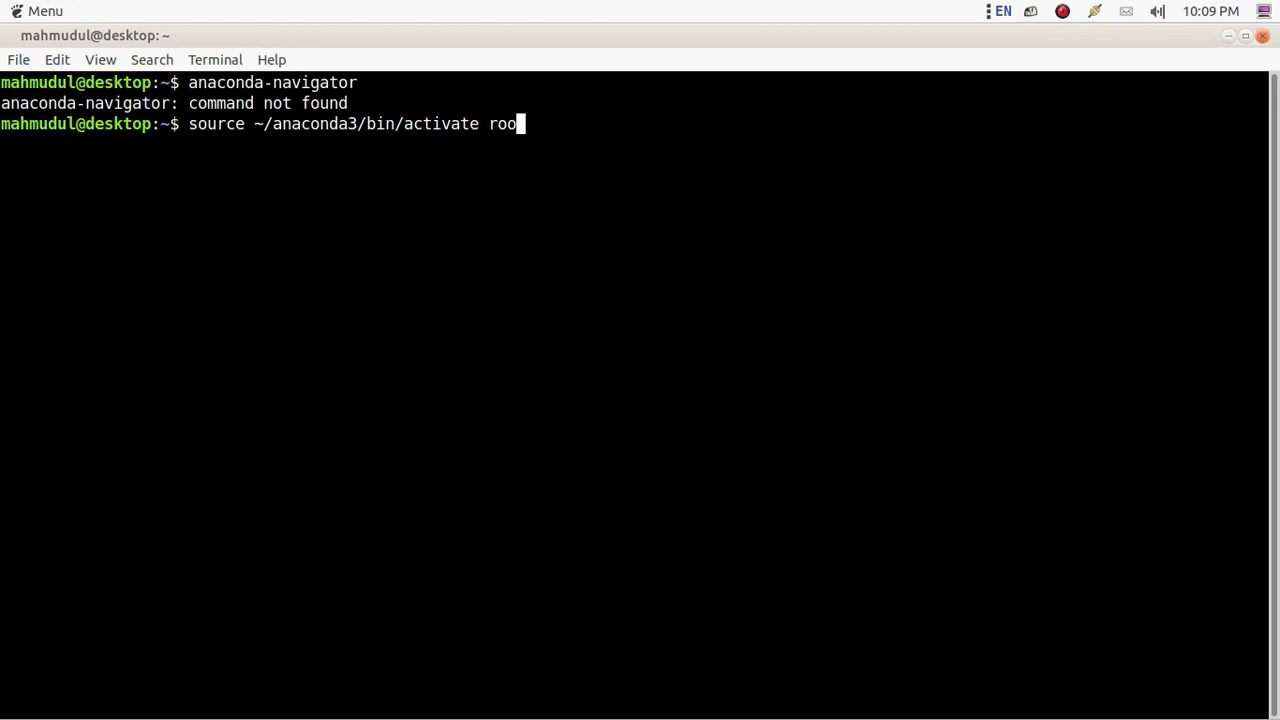 Menu
EN
10:09 PM
mahmudul@desktop: ~
File Edit View Search Terminal Help
mahmudul@desktop:~$ anaconda-navigator
anaconda-navigator: command not found
mahmudul@desktop:~$ source ~/anaconda3/bin/activate roo